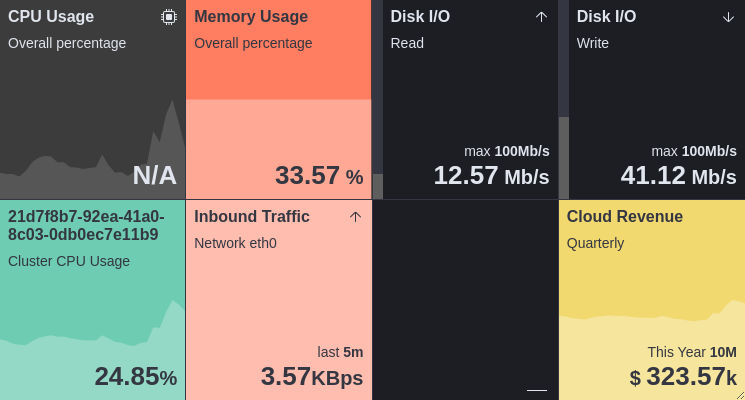 CPU Usage
Overall percentage
N/A
Memory Usage
Overall percentage
33.57 %
Disk I/O
Read
max 100Mb/s
12.57 Mb/s
Disk I/O
Write
max 100Mb/s
41.12 Mb/s
21d7f8b7-92ea-41a0-
8c03-0db0ec7e11b9
Cluster CPU Usage
24.85%
Inbound Traffic
Network eth0
last 5m
3.57KBps
Cloud Revenue
Quarterly
This Year 10M
$ 323.57k